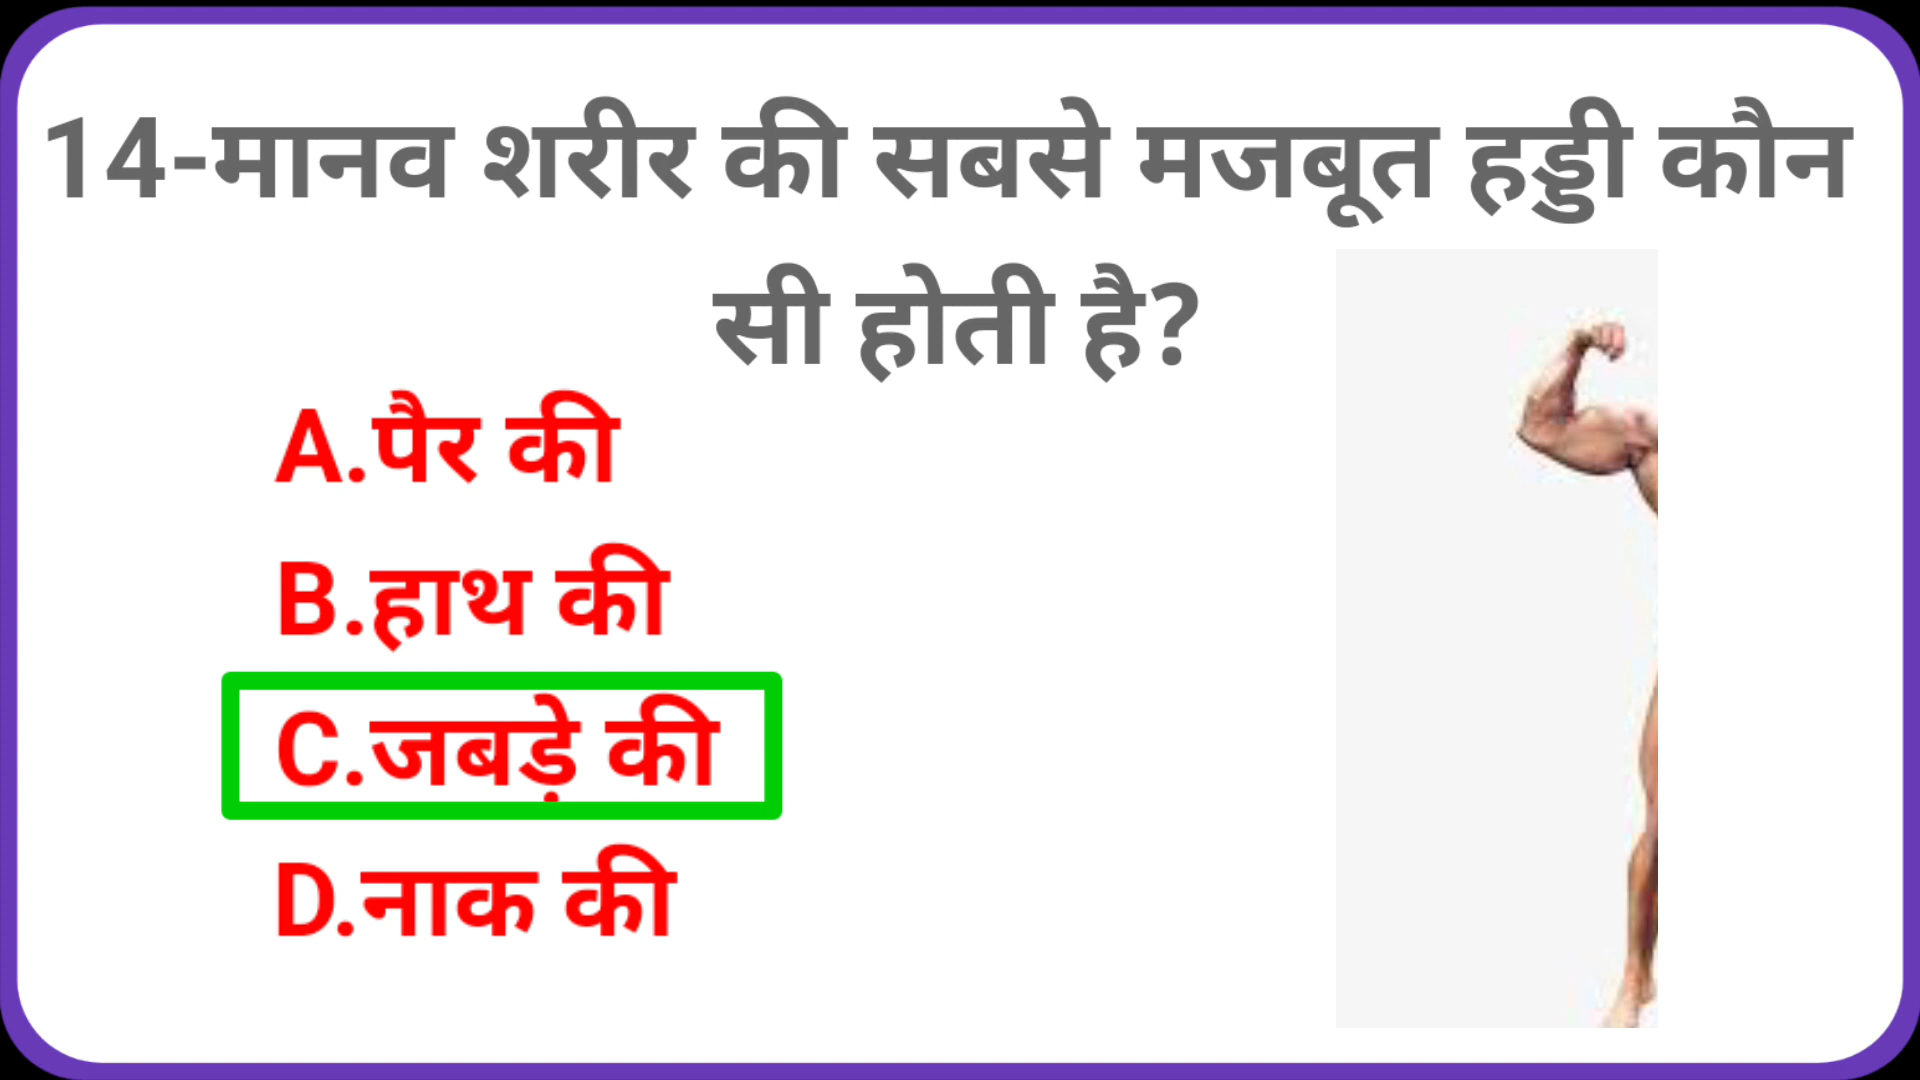 14-मानव शरीर की सबसे मजबूत हड्डी कौन
सी होती है?
A.पैर की
B.हाथ की
C.जबड़े की
D.नाक की